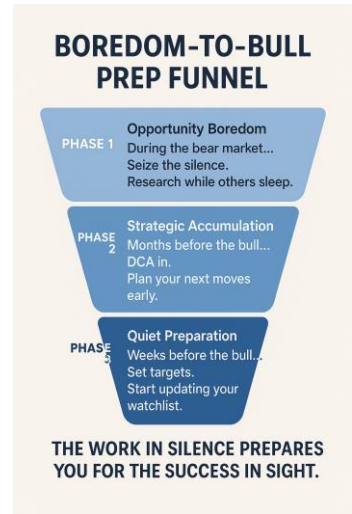 BOREDOM-TO-BULL
PREP FUNNEL
PHASE 1
Opportunity Boredom
During the bear market...
Seize the silence.
Research while others sleep.
PHASE
2
Strategic Accumulation
Months before the bull...
DCA in.
Plan your next moves
early.
PHASE
Quiet Preparation
Weeks before the bull...
Set targets.
Start updating your
watchlist.
THE WORK IN SILENCE PREPARES
YOU FOR THE SUCCESS IN SIGHT.